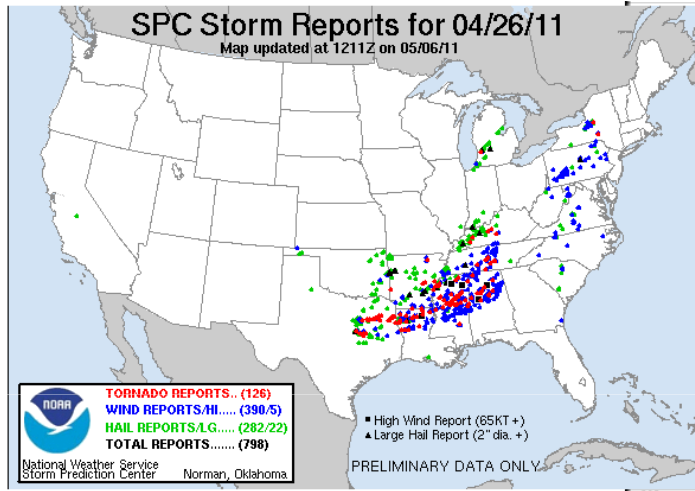 SPC Storm Reports for 04/26/11
Map updated at 1211Z on 05/06/11
NOAA
TORNADO REPORTS.. (126)
WIND REPORTS/HI..... (390/5)
HAIL REPORTS/LG..... (282/22)
TOTAL REPORTS....... (798)
National Weather Service
Storm Prediction Center Norman, Oklahoma
High Wind Report (65KT +)
Large Hail Report (2" dia. +)
PRELIMINARY DATA ONLY